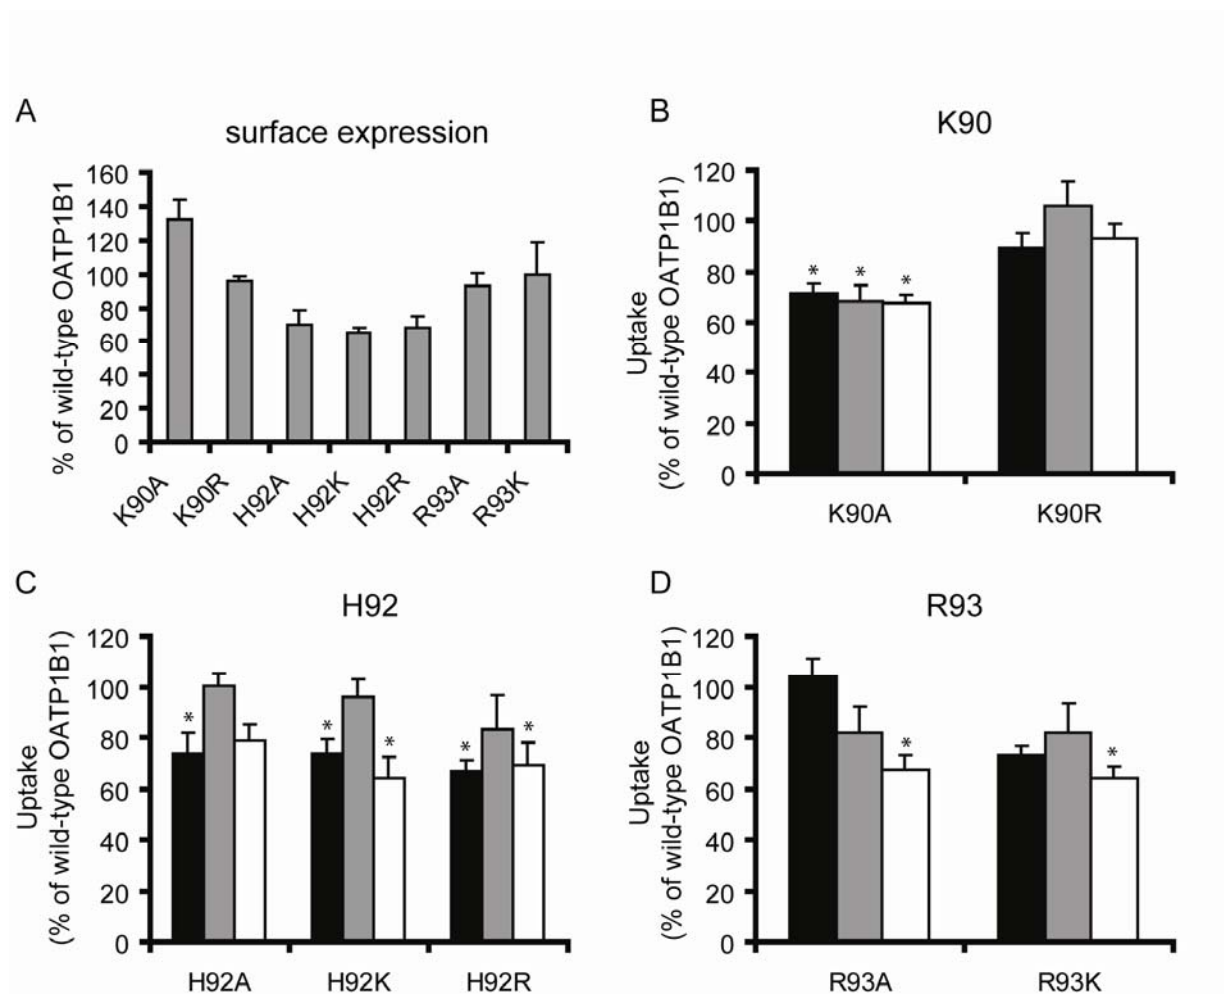 A
surface expression
% of wild-type OATP1B1
160
140
120
100
80
60
40
20
0
K90A
K90R
H92A
H92K
H92R
R93A
R93K
B
K90
Uptake
(% of wild-type OATP1B1)
120
100
80
60
40
20
0
* * *
K90A
K90R
C
H92
Uptake
(% of wild-type OATP1B1)
120
100
80
60
40
20
0
* * * * *
H92A
H92K
H92R
D
R93
Uptake
(% of wild-type OATP1B1)
120
100
80
60
40
20
0
* *
R93A
R93K